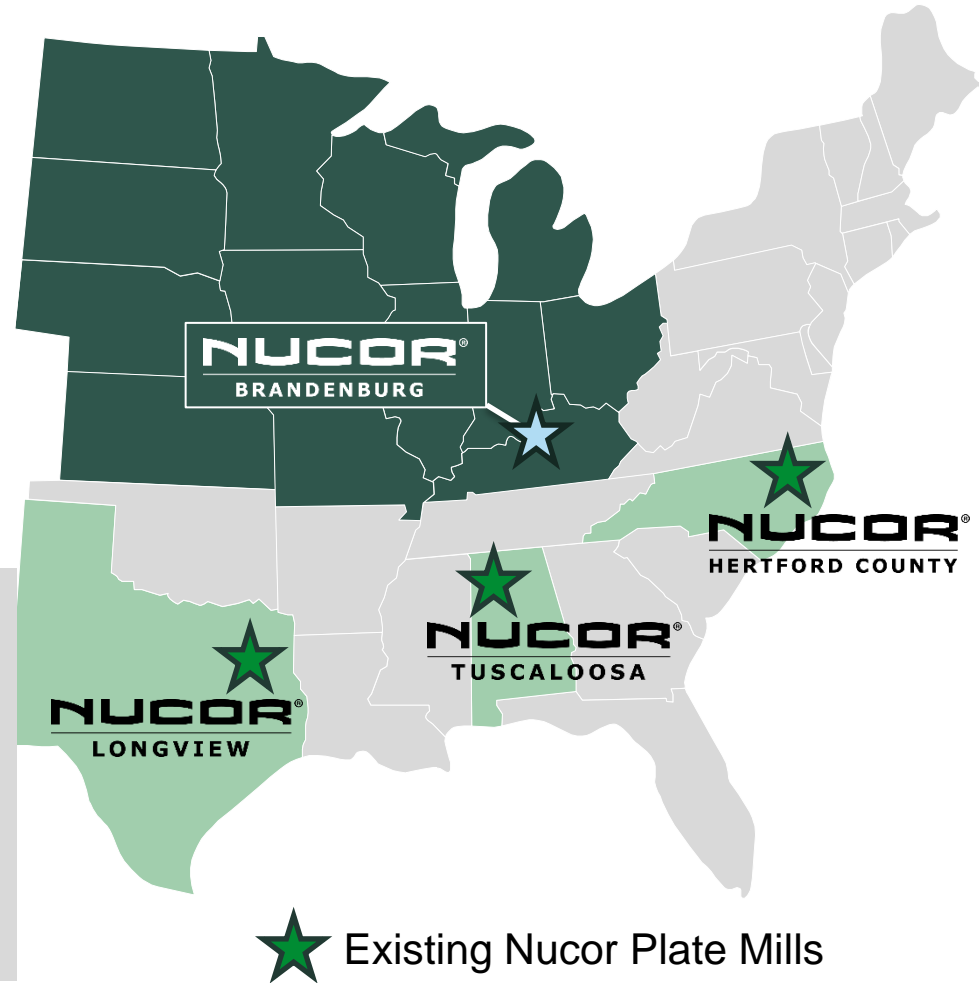 NUCOR®
BRANDENBURG
NUCOR®
HERTFORD COUNTY
NUCOR®
TUSCALOOSA
NUCOR®
LONGVIEW
Existing Nucor Plate Mills